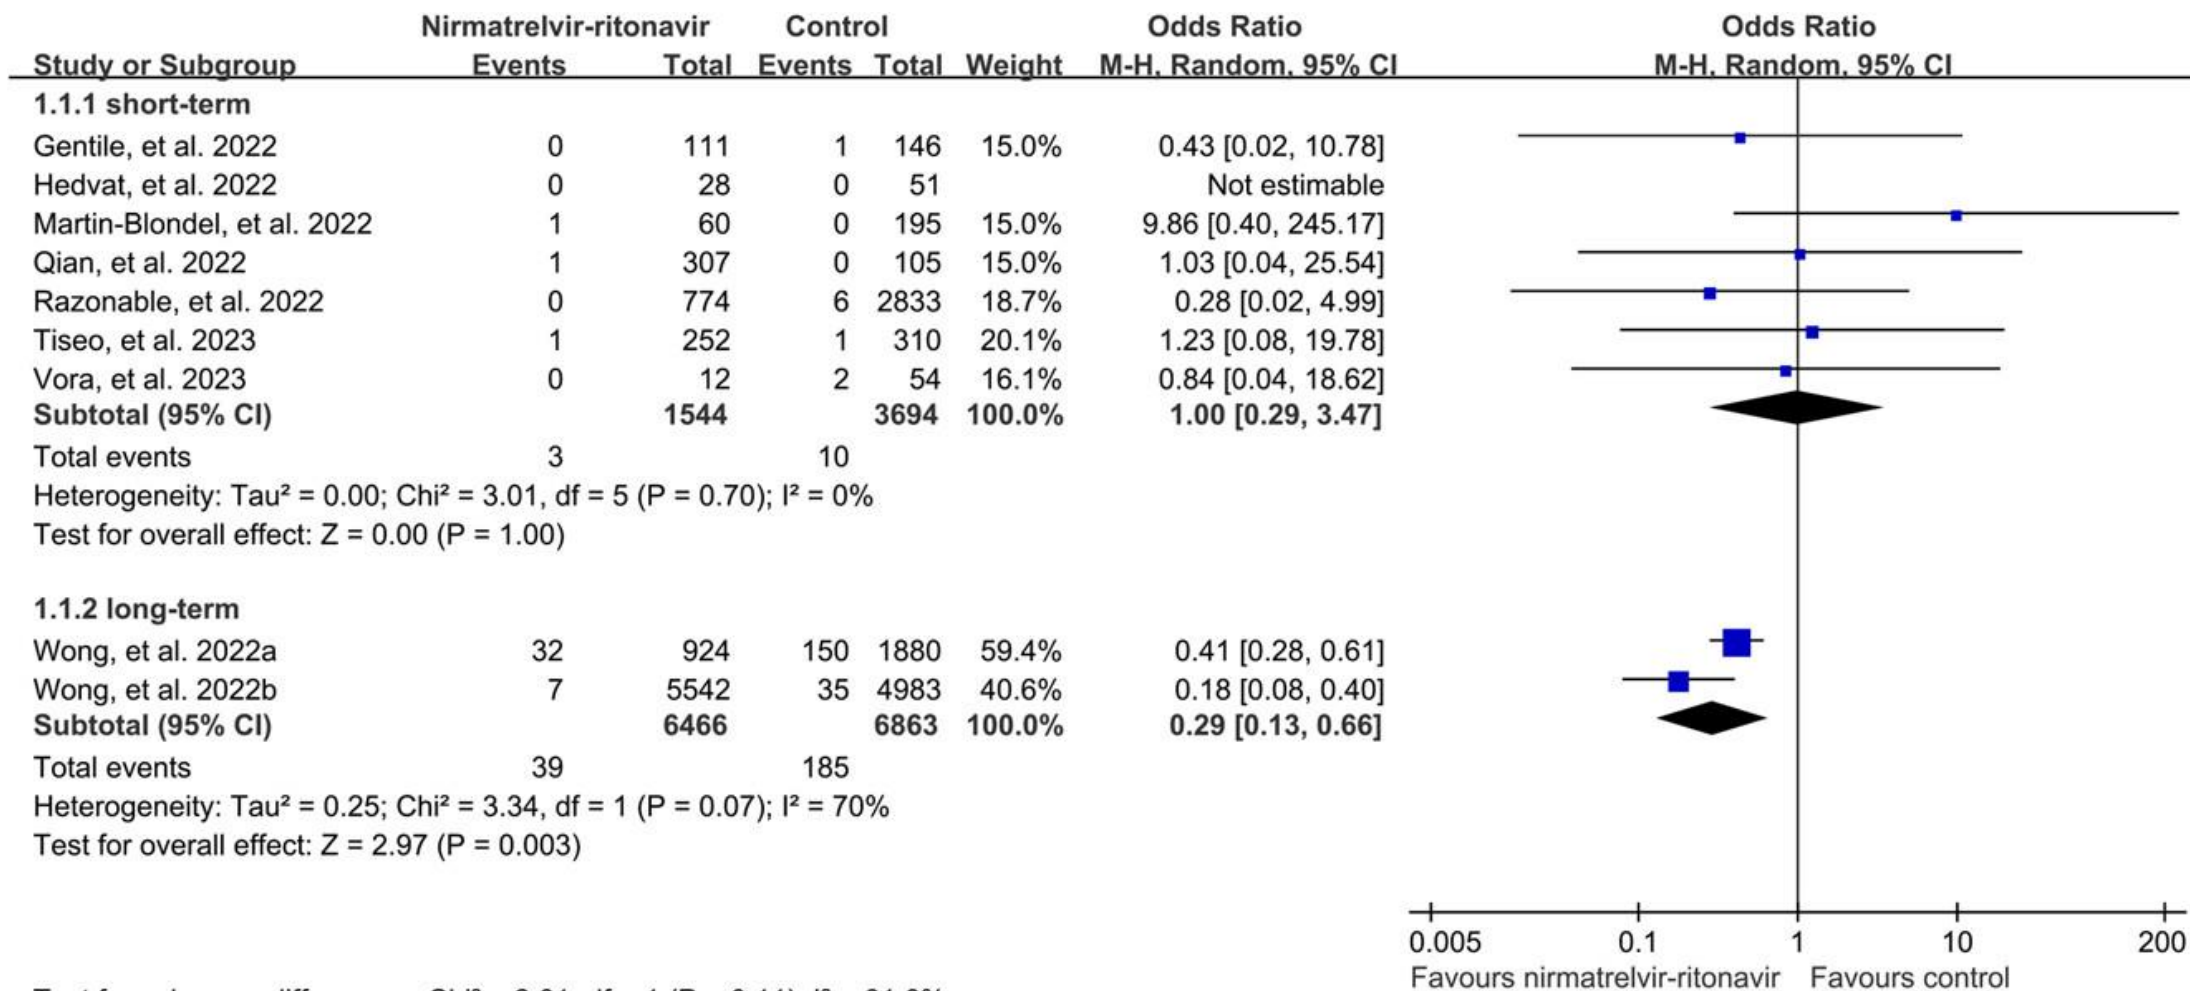 Nirmatrelvir-ritonavir Control Odds Ratio Odds Ratio
Study or Subgroup Events Total Events Total Weight M-H, Random, 95% CI M-H, Random, 95% CI
1.1.1 short-term
Gentile, et al. 2022 0 111 1 146 15.0% 0.43 [0.02, 10.78]
Hedvat, et al. 2022 0 28 0 51 Not estimable
Martin-Blondel, et al. 2022 1 60 0 195 15.0% 9.86 [0.40, 245.17]
Qian, et al. 2022 1 307 0 105 15.0% 1.03 [0.04, 25.54]
Razonable, et al. 2022 0 774 6 2833 18.7% 0.28 [0.02, 4.99]
Tiseo, et al. 2023 1 252 1 310 20.1% 1.23 [0.08, 19.78]
Vora, et al. 2023 0 12 2 54 16.1% 0.84 [0.04, 18.62]
Subtotal (95% CI) 1544 3694 100.0% 1.00 [0.29, 3.47]
Total events 3 10
Heterogeneity: Tau² = 0.00; Chi² = 3.01, df = 5 (P = 0.70); I² = 0%
Test for overall effect: Z = 0.00 (P = 1.00)
1.1.2 long-term
Wong, et al. 2022a 32 924 150 1880 59.4% 0.41 [0.28, 0.61]
Wong, et al. 2022b 7 5542 35 4983 40.6% 0.18 [0.08, 0.40]
Subtotal (95% CI) 6466 6863 100.0% 0.29 [0.13, 0.66]
Total events 39 185
Heterogeneity: Tau² = 0.25; Chi² = 3.34, df = 1 (P = 0.07); I² = 70%
Test for overall effect: Z = 2.97 (P = 0.003)
0.005 0.1 1 10 200
Favours nirmatrelvir-ritonavir Favours control